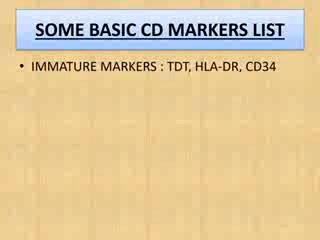 SOME BASIC CD MARKERS LIST
• IMMATURE MARKERS : TDT, HLA-DR, CD34